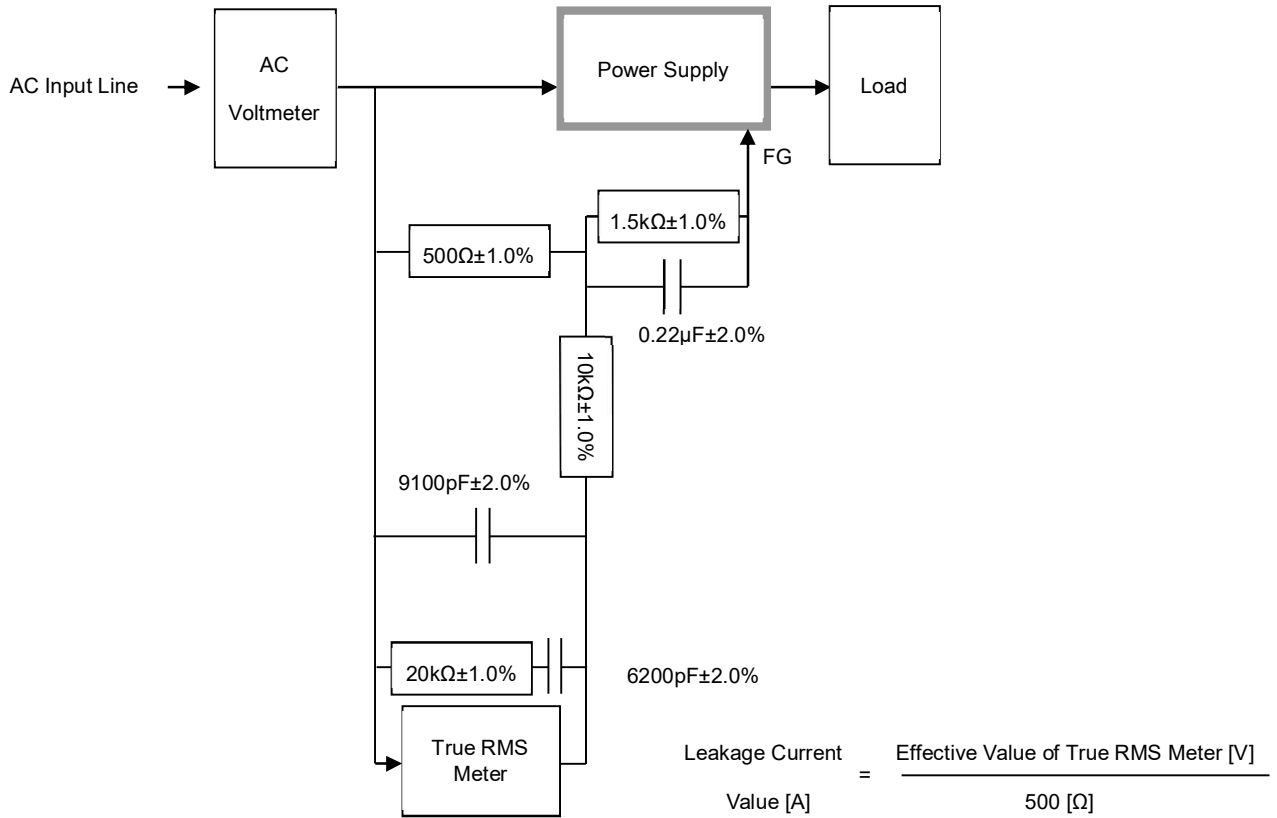 AC Input Line
AC
Voltmeter
Power Supply
Load
FG
1.5kΩ±1.0%
500Ω±1.0%
0.22μF±2.0%
10kΩ±1.0%
9100pF±2.0%
20kΩ±1.0%
6200pF±2.0%
True RMS
Meter
Leakage Current
Value [A]
=
Effective Value of True RMS Meter [V]
500 [Ω]